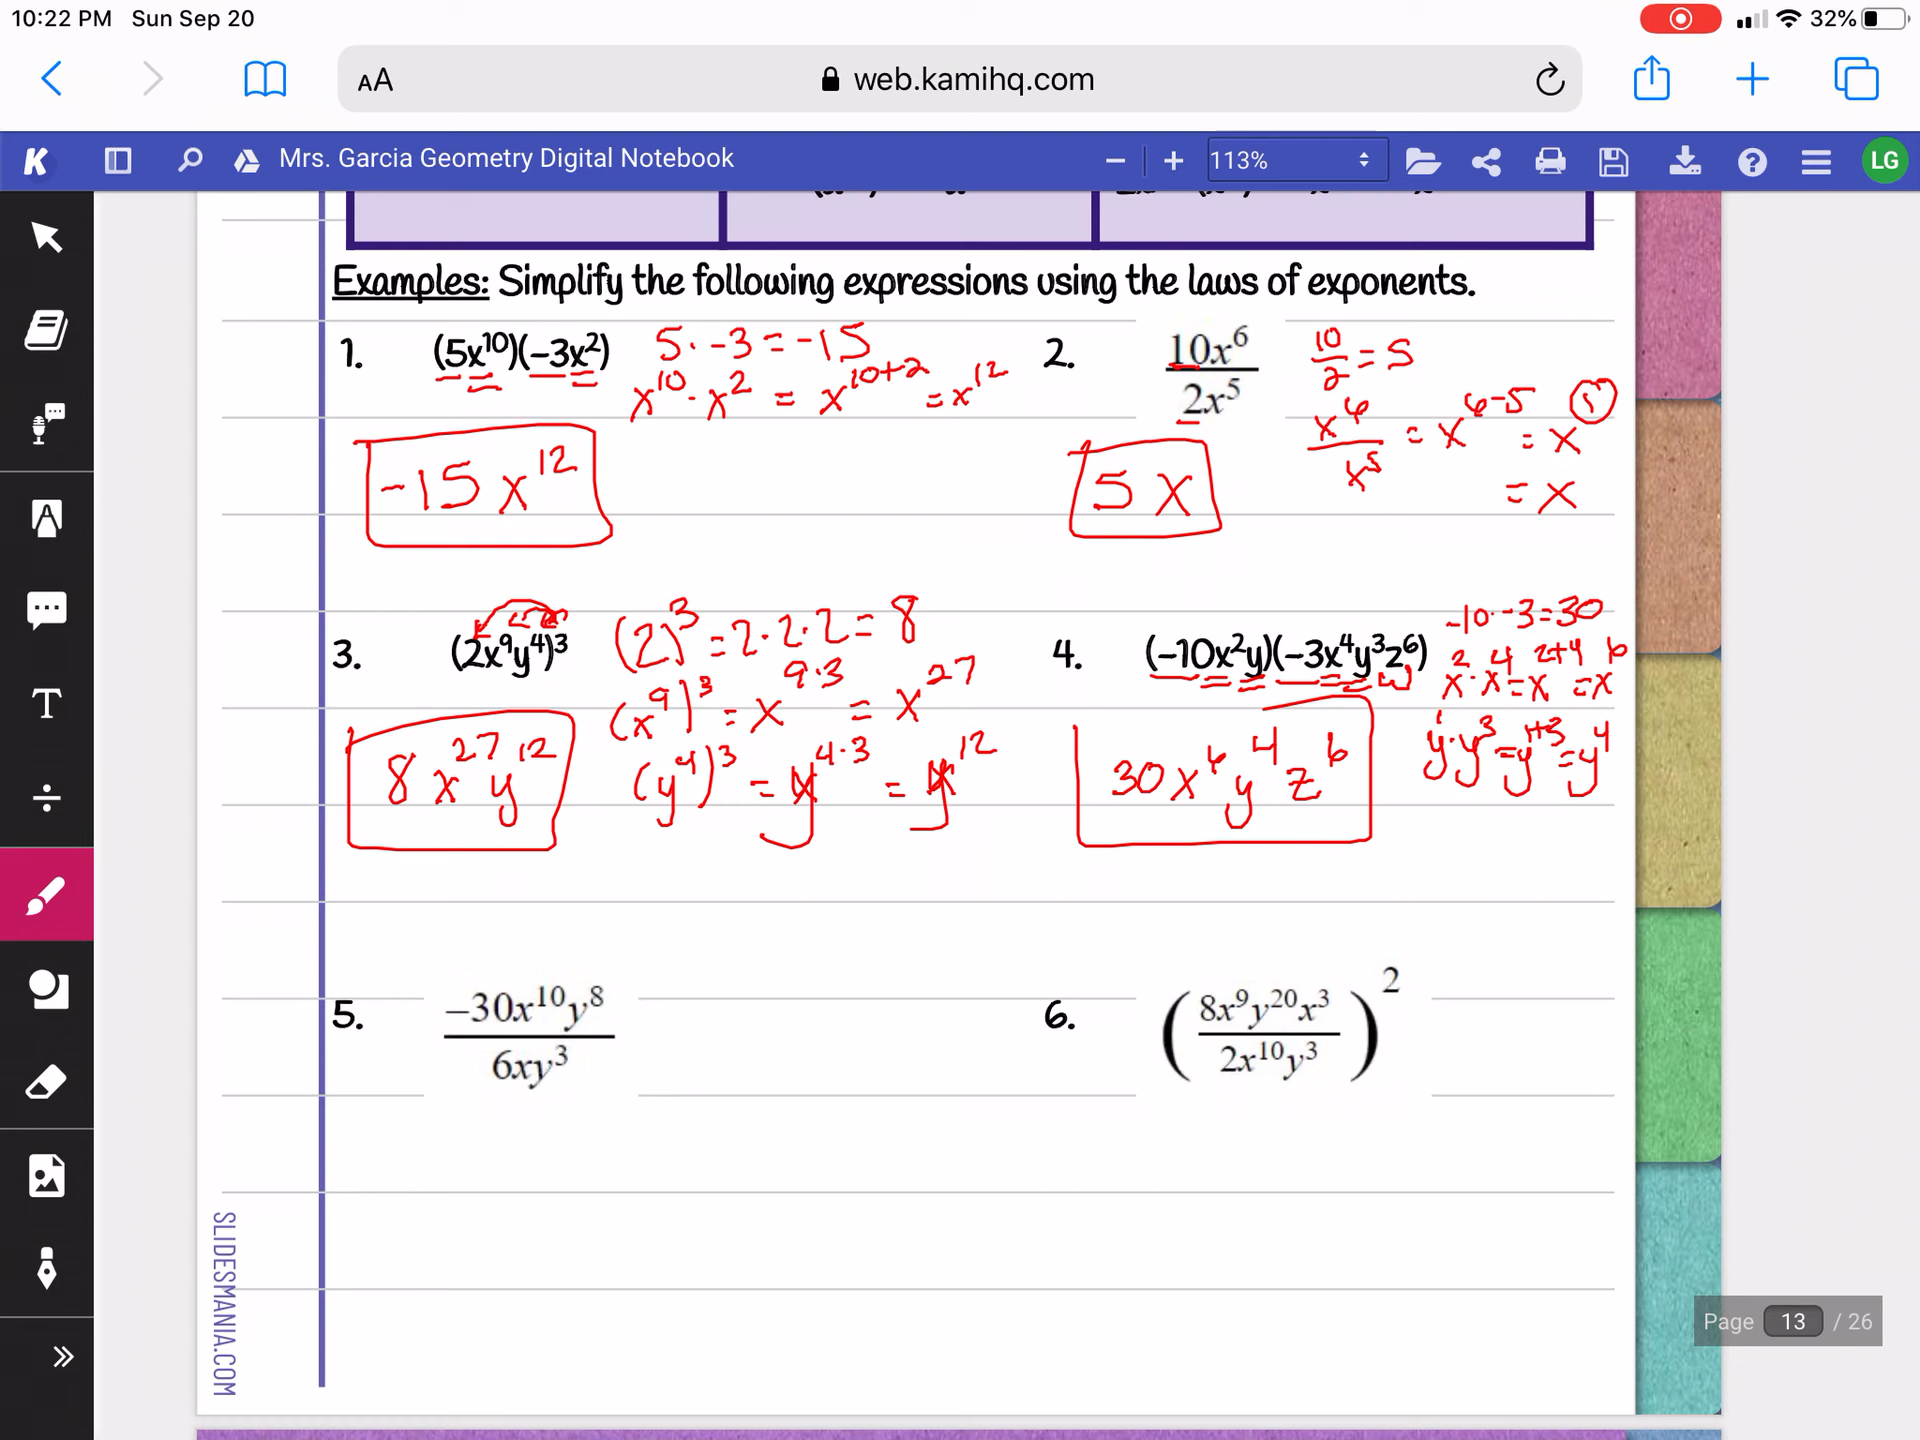 10:22 PM Sun Sep 20
32%
AA
web.kamihq.com
K
Mrs. Garcia Geometry Digital Notebook
− + 113%
LG
Examples: Simplify the following expressions using the laws of exponents.
1. (5x¹⁰)(−3x²)
5 · −3 = −15
x¹⁰ · x² = x¹⁰⁺² = x¹²
−15x¹²
2. 10x⁶ / 2x⁵
10/2 = 5
x⁶/x⁵ = x⁶⁻⁵ = x¹
= x
5x
3. (2x⁹y⁴)³
(2)³ = 2·2·2 = 8
(x⁹)³ = x⁹·³ = x²⁷
(y⁴)³ = y⁴·³ = y¹²
8x²⁷y¹²
4. (−10x²y)(−3x⁴y³z⁶)
-10·-3=30
x²·x⁴=x²⁺⁴=x⁶
y¹·y³=y¹⁺³=y⁴
30x⁶y⁴z⁶
5. −30x¹⁰y⁸ / 6xy³
6. (8x⁹y²⁰x³ / 2x¹⁰y³)²
SLIDESMANIA.COM
Page 13 / 26